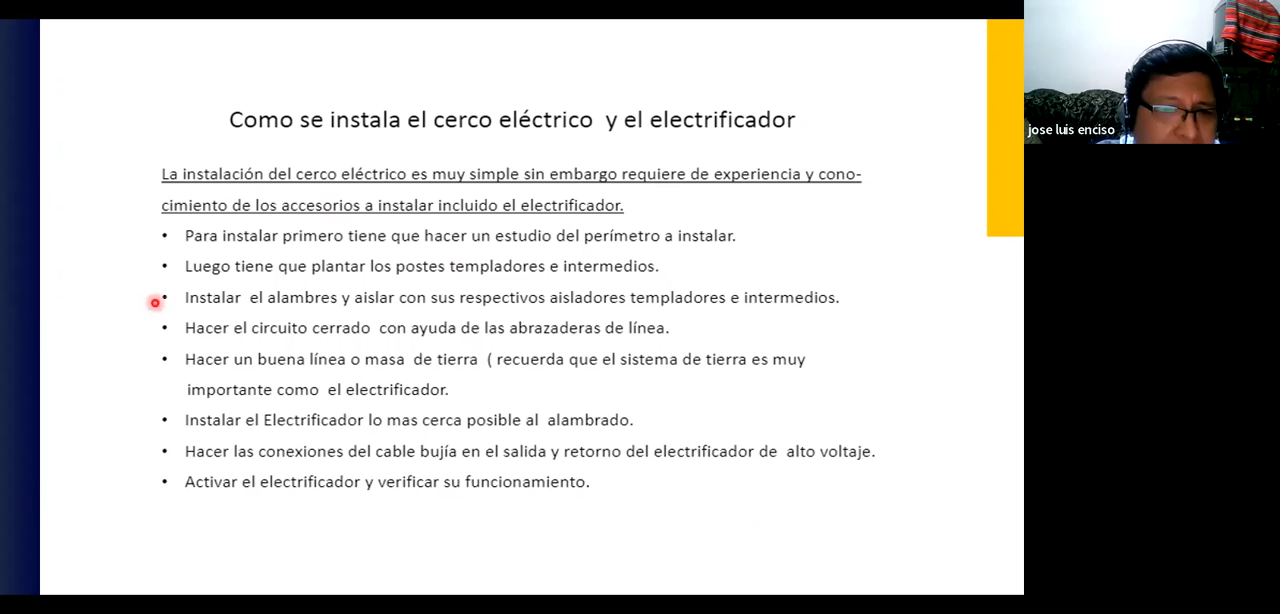 Como se instala el cerco eléctrico y el electrificador
La instalación del cerco eléctrico es muy simple sin embargo requiere de experiencia y cono-
cimiento de los accesorios a instalar incluido el electrificador.
• Para instalar primero tiene que hacer un estudio del perímetro a instalar.
• Luego tiene que plantar los postes templadores e intermedios.
• Instalar el alambres y aislar con sus respectivos aisladores templadores e intermedios.
• Hacer el circuito cerrado con ayuda de las abrazaderas de línea.
• Hacer un buena línea o masa de tierra ( recuerda que el sistema de tierra es muy
importante como el electrificador.
• Instalar el Electrificador lo mas cerca posible al alambrado.
• Hacer las conexiones del cable bujía en el salida y retorno del electrificador de alto voltaje.
• Activar el electrificador y verificar su funcionamiento.
jose luis enciso